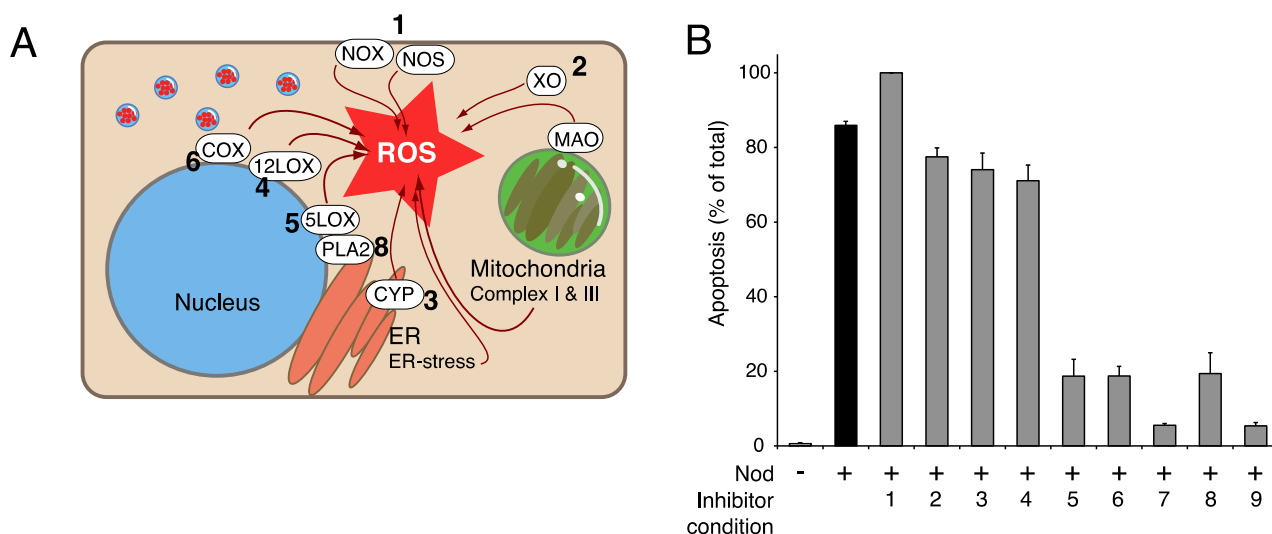 A
1
NOX
NOS
XO
2
MAO
COX
6
12LOX
4
ROS
5
5LOX
PLA2
8
CYP
3
Nucleus
Mitochondria
Complex I & III
ER
ER-stress
B
Apoptosis (% of total)
100
80
60
40
20
0
Nod - + + + + + + + + + +
Inhibitor 1 2 3 4 5 6 7 8 9
condition